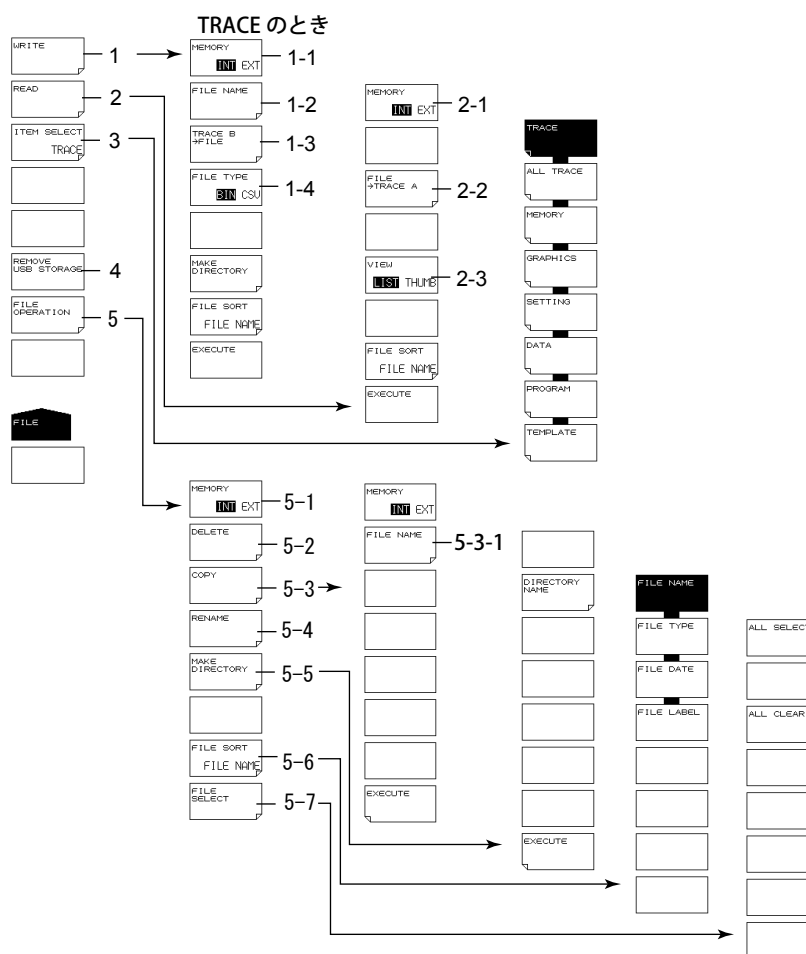 TRACE のとき
WRITE
1
READ
2
ITEM SELECT
TRACE
3
REMOVE
USB STORAGE
4
FILE
OPERATION
5
FILE
MEMORY
INT EXT
1-1
FILE NAME
1-2
TRACE B
→FILE
1-3
FILE TYPE
BIN CSV
1-4
MAKE
DIRECTORY
FILE SORT
FILE NAME
EXECUTE
MEMORY
INT EXT
2-1
FILE
→TRACE A
2-2
VIEW
LIST THUMB
2-3
FILE SORT
FILE NAME
EXECUTE
TRACE
ALL TRACE
MEMORY
GRAPHICS
SETTING
DATA
PROGRAM
TEMPLATE
MEMORY
INT EXT
5-1
DELETE
5-2
COPY
5-3
RENAME
5-4
MAKE
DIRECTORY
5-5
FILE SORT
FILE NAME
5-6
FILE
SELECT
5-7
MEMORY
INT EXT
FILE NAME
5-3-1
EXECUTE
DIRECTORY
NAME
EXECUTE
FILE NAME
FILE TYPE
FILE DATE
FILE LABEL
ALL SELECT
ALL CLEAR